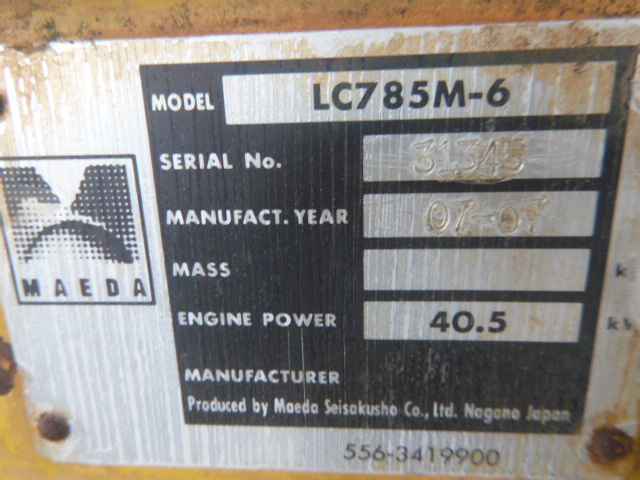 MODEL LC785M-6
SERIAL No. 31345
MANUFACT. YEAR 07-07
MAEDA
MASS
ENGINE POWER 40.5
MANUFACTURER
Produced by Maeda Seisakusho Co., Ltd. Nagano Japan
556-3419900